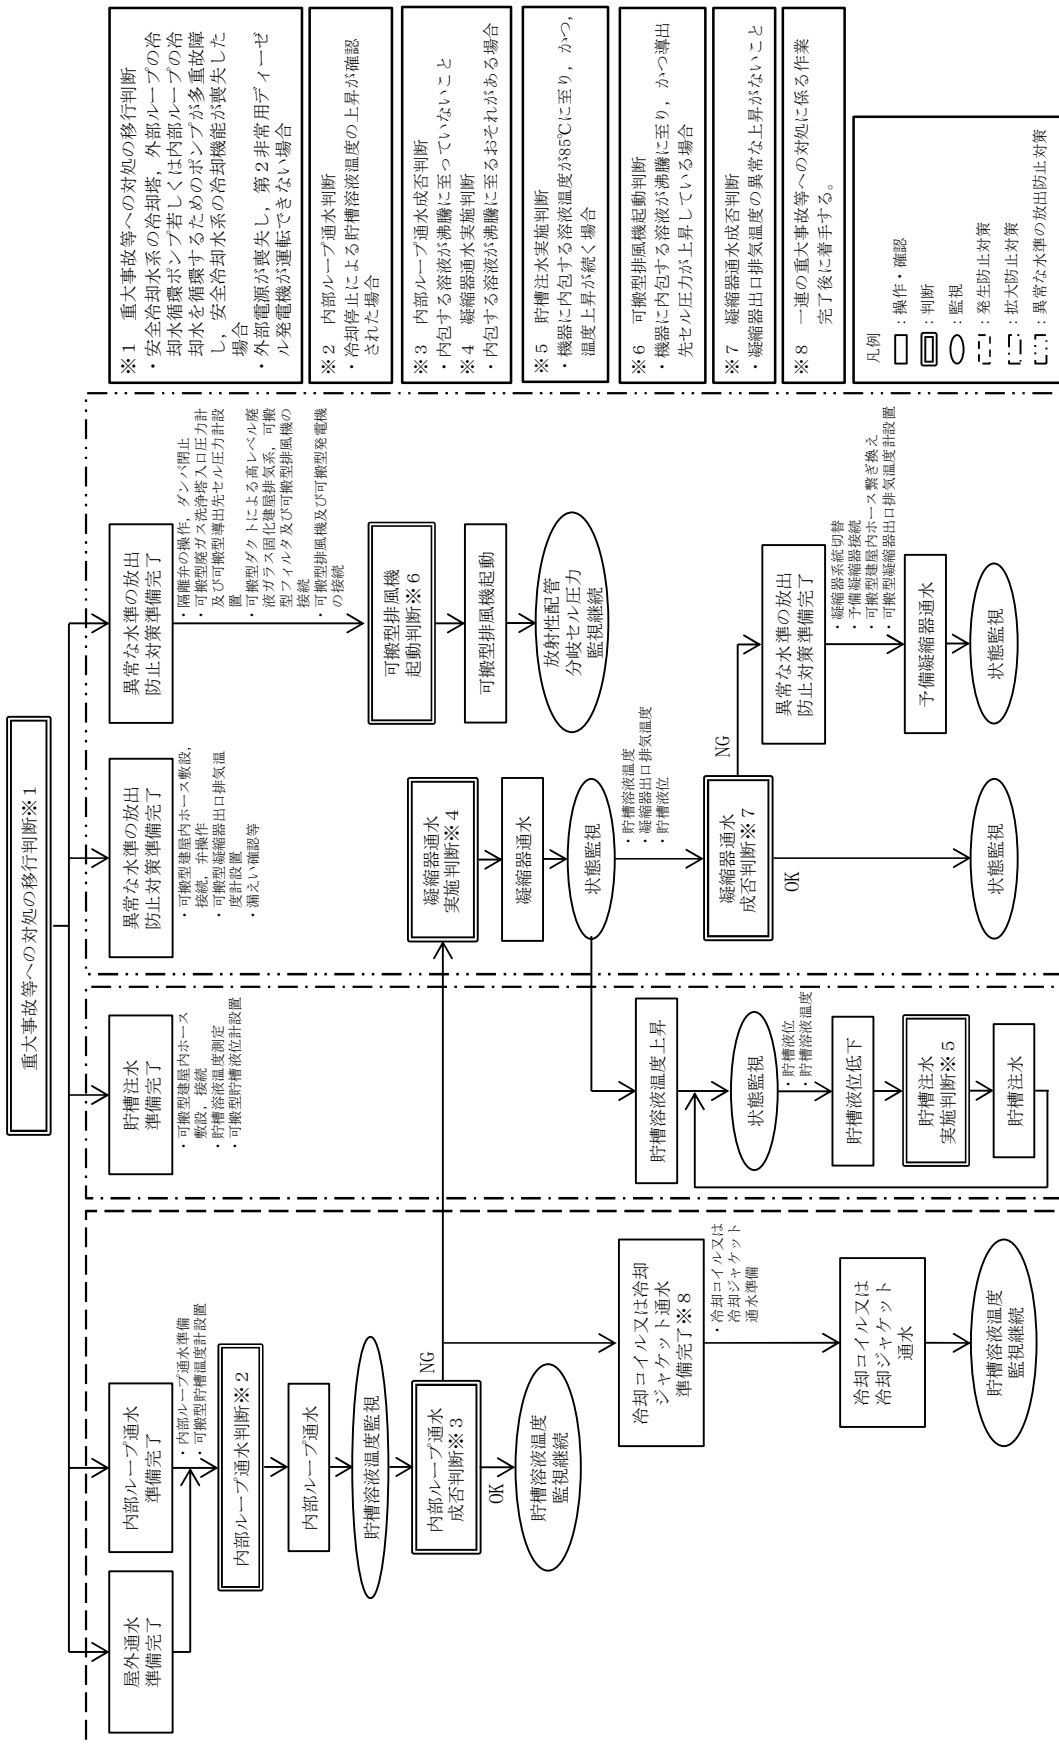 重大事故等への対処の移行判断※1
屋外通水
準備完了
内部ループ通水
準備完了
・内部ループ通水準備
・可搬型貯槽温度計設置
内部ループ通水判断※2
内部ループ通水
貯槽溶液温度監視
内部ループ通水
成否判断※3
NG
OK
貯槽溶液温度
監視継続
冷却コイル又は冷却
ジャケット通水
準備完了※8
・冷却コイル又は
冷却ジャケット
通水準備
冷却コイル又は
冷却ジャケット
通水
貯槽溶液温度
監視継続
貯槽注水
準備完了
・可搬型建屋内ホース
敷設，接続
・貯槽溶液温度測定
・可搬型貯槽液位計設置
貯槽溶液温度上昇
状態監視
・貯槽液位
・貯槽溶液温度
貯槽液位低下
貯槽注水
実施判断※5
貯槽注水
異常な水準の放出
防止対策準備完了
・可搬型建屋内ホース敷設，
接続，弁操作
・可搬型凝縮器出口排気温
度計設置
・漏えい確認等
凝縮器通水
実施判断※4
凝縮器通水
状態監視
・貯槽溶液温度
・凝縮器出口排気温度
・貯槽液位
凝縮器通水
成否判断※7
NG
OK
状態監視
異常な水準の放出
防止対策準備完了
・隔離弁の操作，ダンパ閉止
・可搬型廃ガス洗浄塔入口圧力計
及び可搬型導出先セル圧力計設
置
・可搬型ダクトによる高レベル廃
液ガラス固化建屋排気系，可搬
型フィルタ及び可搬型排風機の
接続
・可搬型排風機及び可搬型発電機
の接続
可搬型排風機
起動判断※6
可搬型排風機起動
放射性配管
分岐セル圧力
監視継続
異常な水準の放出
防止対策準備完了
・凝縮器系統切替
・予備凝縮器接続
・可搬型建屋内ホース繋ぎ換え
・可搬型凝縮器出口排気温度計設置
予備凝縮器通水
状態監視
※1　重大事故等への対処の移行判断
・安全冷却水系の冷却塔，外部ループの冷
却水循環ポンプ若しくは内部ループの冷
却水を循環するためのポンプが多重故障
し，安全冷却水系の冷却機能が喪失した
場合
・外部電源が喪失し，第２非常用ディーゼ
ル発電機が運転できない場合
※2　内部ループ通水判断
・冷却停止による貯槽溶液温度の上昇が確認
された場合
※3　内部ループ通水成否判断
・内包する溶液が沸騰に至っていないこと
※4　凝縮器通水実施判断
・内包する溶液が沸騰に至るおそれがある場合
※5　貯槽注水実施判断
・機器に内包する溶液温度が85℃に至り，かつ，
温度上昇が続く場合
※6　可搬型排風機起動判断
・機器に内包する溶液が沸騰に至り，かつ導出
先セル圧力が上昇している場合
※7　凝縮器通水成否判断
・凝縮器出口排気温度の異常な上昇がないこと
※8　一連の重大事故等への対処に係る作業
完了後に着手する。
凡例
：操作・確認
：判断
：監視
：発生防止対策
：拡大防止対策
：異常な水準の放出防止対策